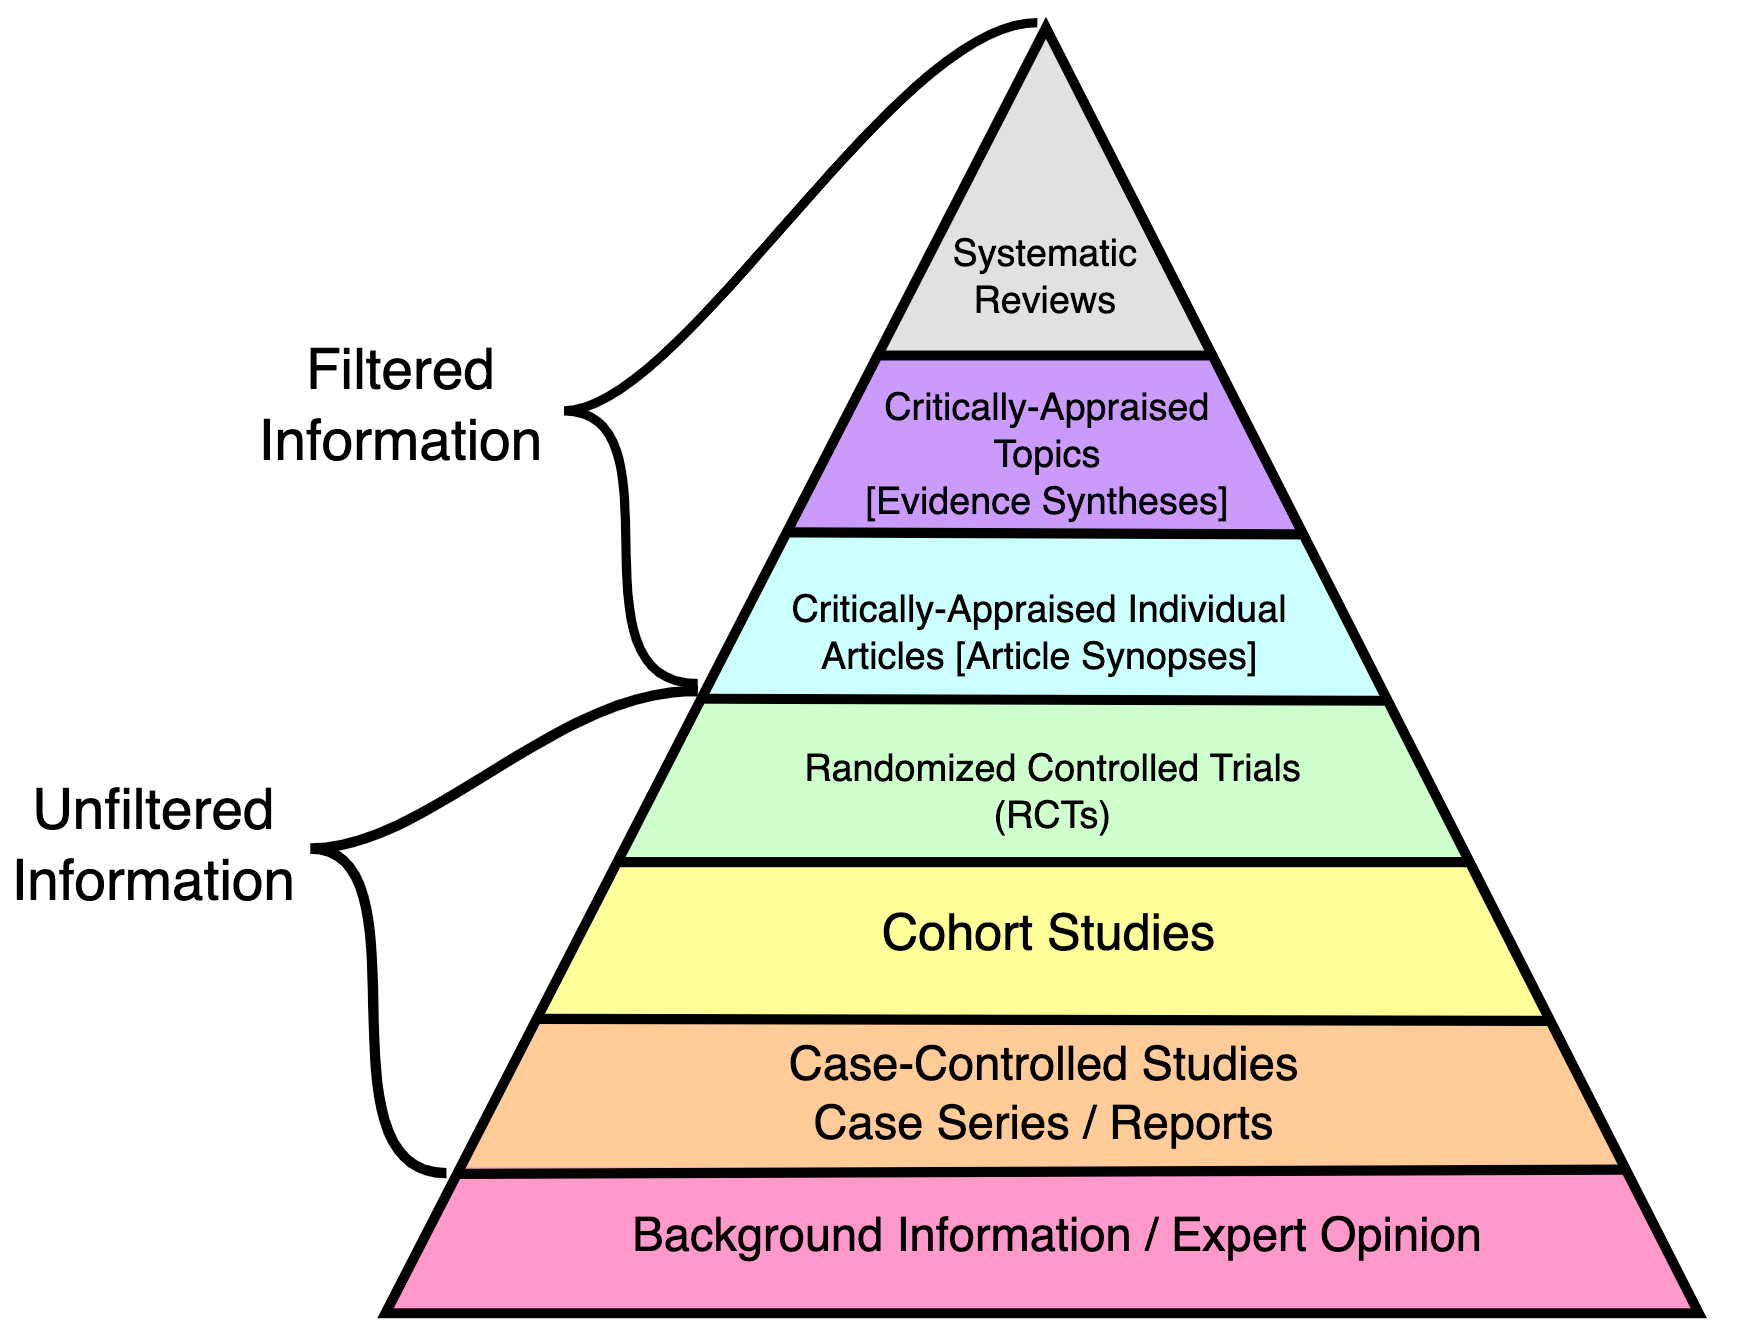 Systematic
Reviews
Filtered
Information
Critically-Appraised
Topics
[Evidence Syntheses]
Critically-Appraised Individual
Articles [Article Synopses]
Unfiltered
Information
Randomized Controlled Trials
(RCTs)
Cohort Studies
Case-Controlled Studies
Case Series / Reports
Background Information / Expert Opinion